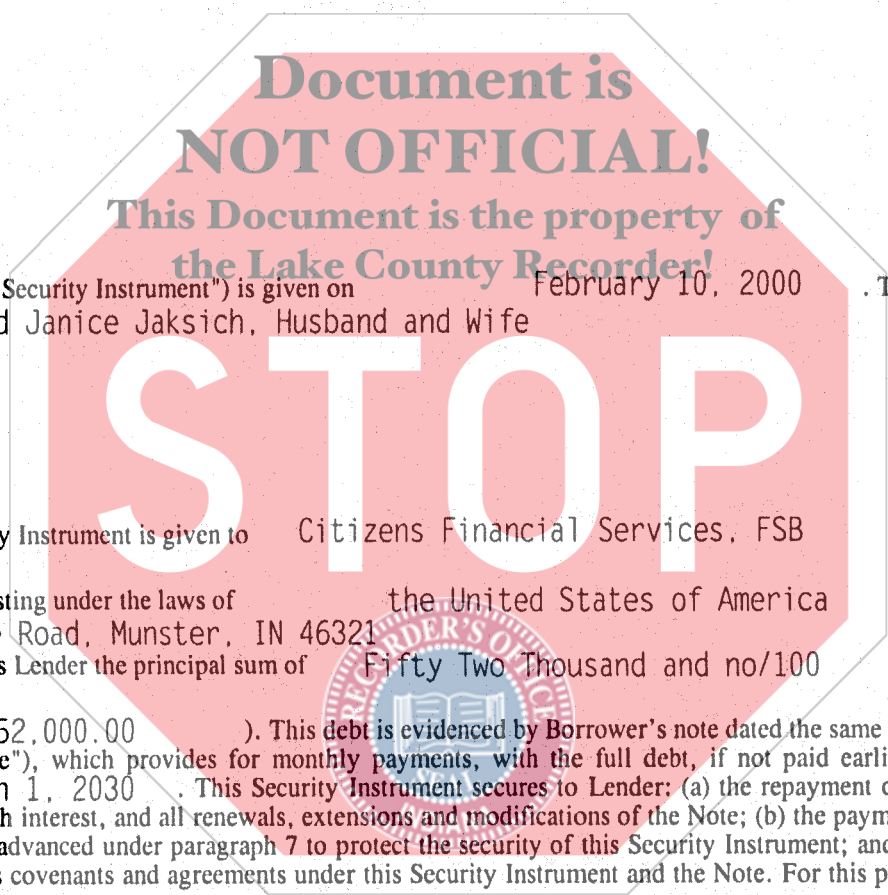 Document is
NOT OFFICIAL!
This Document is the property of
the Lake County Recorder!
Security Instrument") is given on February 10, 2000 . T
d Janice Jaksich, Husband and Wife
STOP
y Instrument is given to Citizens Financial Services, FSB
sting under the laws of the United States of America
Road, Munster, IN 46321
s Lender the principal sum of Fifty Two Thousand and no/100
RECORDER'S OFFICE
SEAL
INDIANA
52,000.00 ). This debt is evidenced by Borrower's note dated the same
e"), which provides for monthly payments, with the full debt, if not paid earli
h 1, 2030 . This Security Instrument secures to Lender: (a) the repayment o
h interest, and all renewals, extensions and modifications of the Note; (b) the paym
advanced under paragraph 7 to protect the security of this Security Instrument; and
s covenants and agreements under this Security Instrument and the Note. For this p